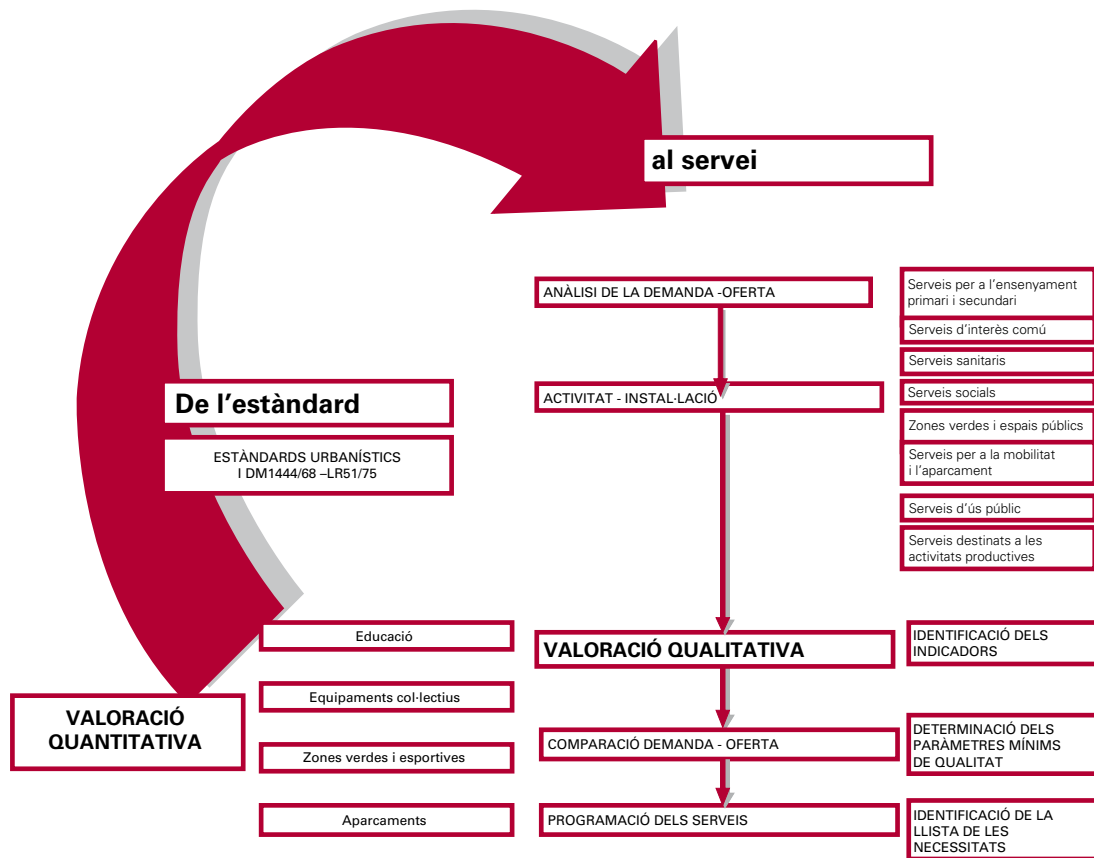 al servei
De l’estàndard
ESTÀNDARDS URBANÍSTICS
I DM1444/68 –LR51/75
VALORACIÓ
QUANTITATIVA
Educació
Equipaments col·lectius
Zones verdes i esportives
Aparcaments
ANÀLISI DE LA DEMANDA -OFERTA
ACTIVITAT - INSTAL·LACIÓ
VALORACIÓ QUALITATIVA
COMPARACIÓ DEMANDA - OFERTA
PROGRAMACIÓ DELS SERVEIS
Serveis per a l’ensenyament
primari i secundari
Serveis d’interès comú
Serveis sanitaris
Serveis socials
Zones verdes i espais públics
Serveis per a la mobilitat
i l’aparcament
Serveis d’ús públic
Serveis destinats a les
activitats productives
IDENTIFICACIÓ DELS
INDICADORS
DETERMINACIÓ DELS
PARÀMETRES MÍNIMS
DE QUALITAT
IDENTIFICACIÓ DE LA
LLISTA DE LES
NECESSITATS